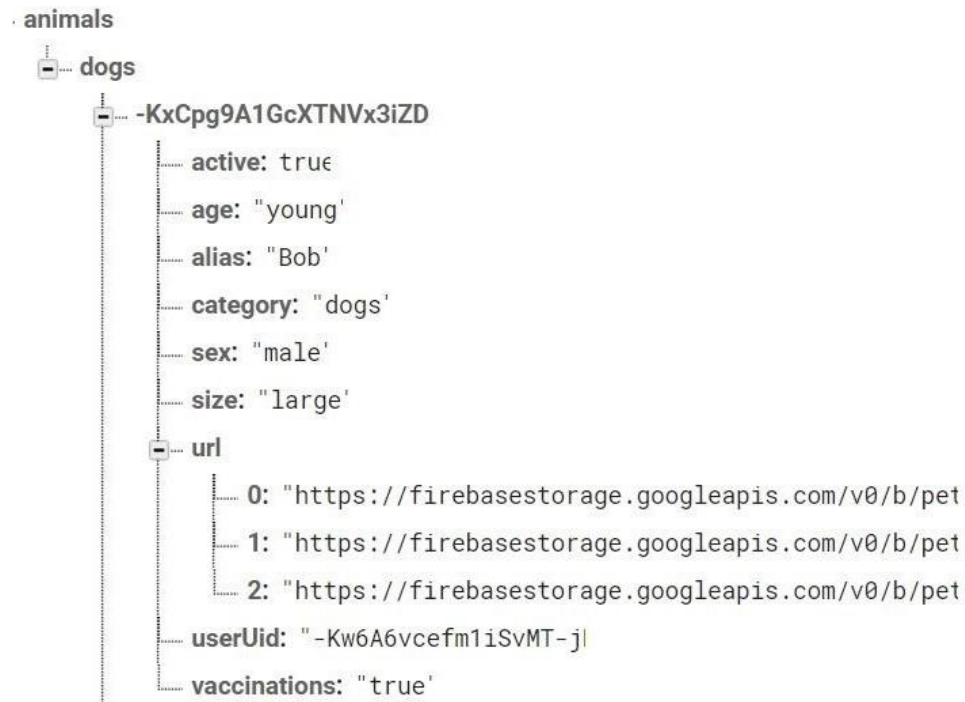 animals
dogs
-KxCpg9A1GcXTNVx3iZD
active: true
age: "young'
alias: "Bob'
category: "dogs'
sex: "male'
size: "large'
url
0: "https://firebasestorage.googleapis.com/v0/b/pet
1: "https://firebasestorage.googleapis.com/v0/b/pet
2: "https://firebasestorage.googleapis.com/v0/b/pet
userUid: "-Kw6A6vcefm1iSvMT-j
vaccinations: "true'